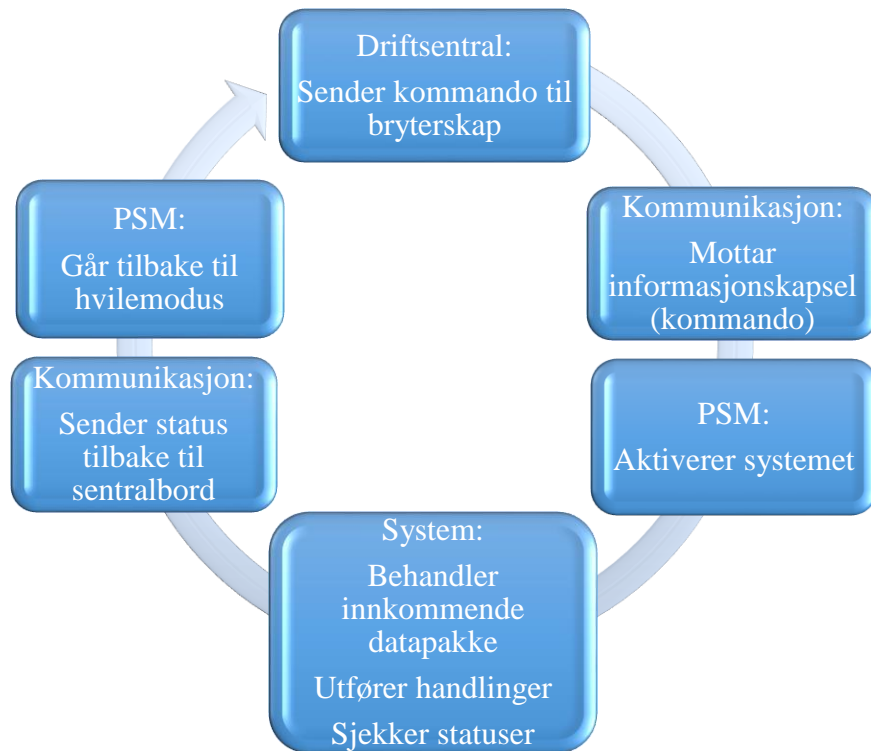 Driftsentral:
Sender kommando til
bryterskap
Kommunikasjon:
Mottar
informasjonskapsel
(kommando)
PSM:
Aktiverer systemet
System:
Behandler
innkommende
datapakke
Utfører handlinger
Sjekker statuser
Kommunikasjon:
Sender status
tilbake til
sentralbord
PSM:
Går tilbake til
hvilemodus